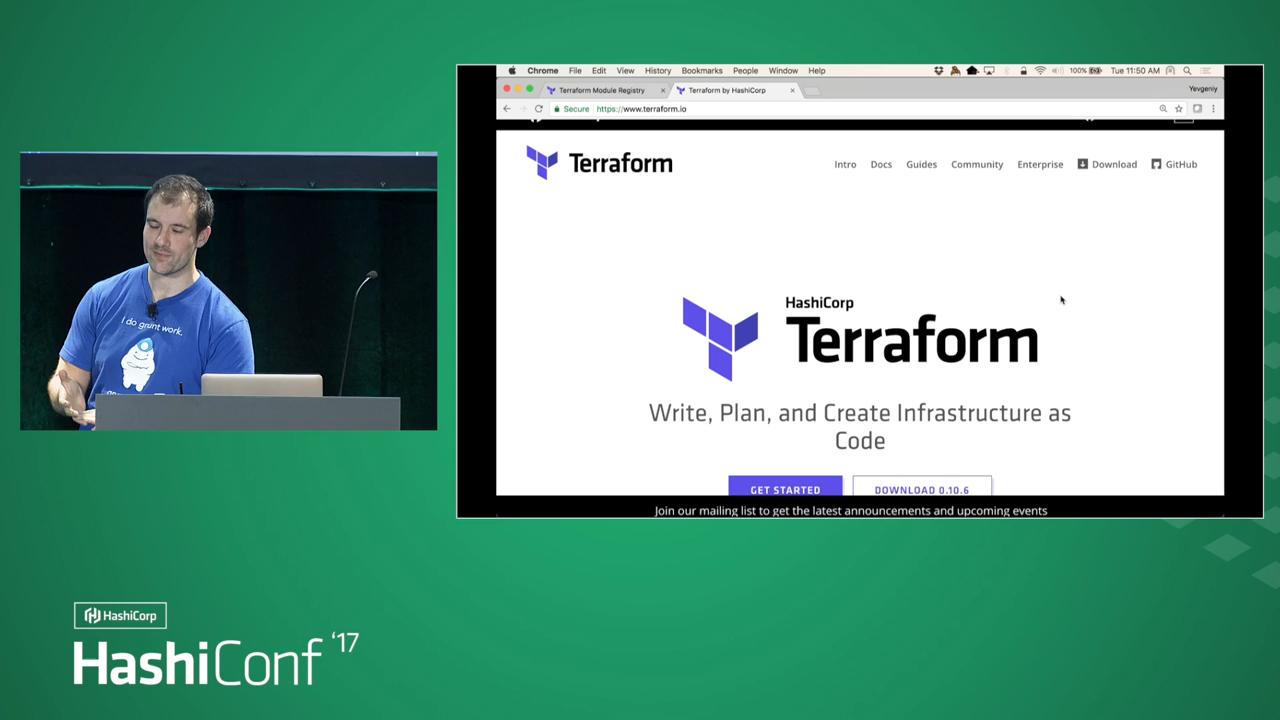 Chrome File Edit View History Bookmarks People Window Help 100% Tue 11:50 AM
Terraform Module Registry Terraform by HashiCorp Yevgeniy
Secure https://www.terraform.io
Terraform Intro Docs Guides Community Enterprise Download GitHub
I do grunt work.
HashiCorp
Terraform
Write, Plan, and Create Infrastructure as
Code
GET STARTED DOWNLOAD 0.10.6
Join our mailing list to get the latest announcements and upcoming events
HashiCorp
HashiConf '17